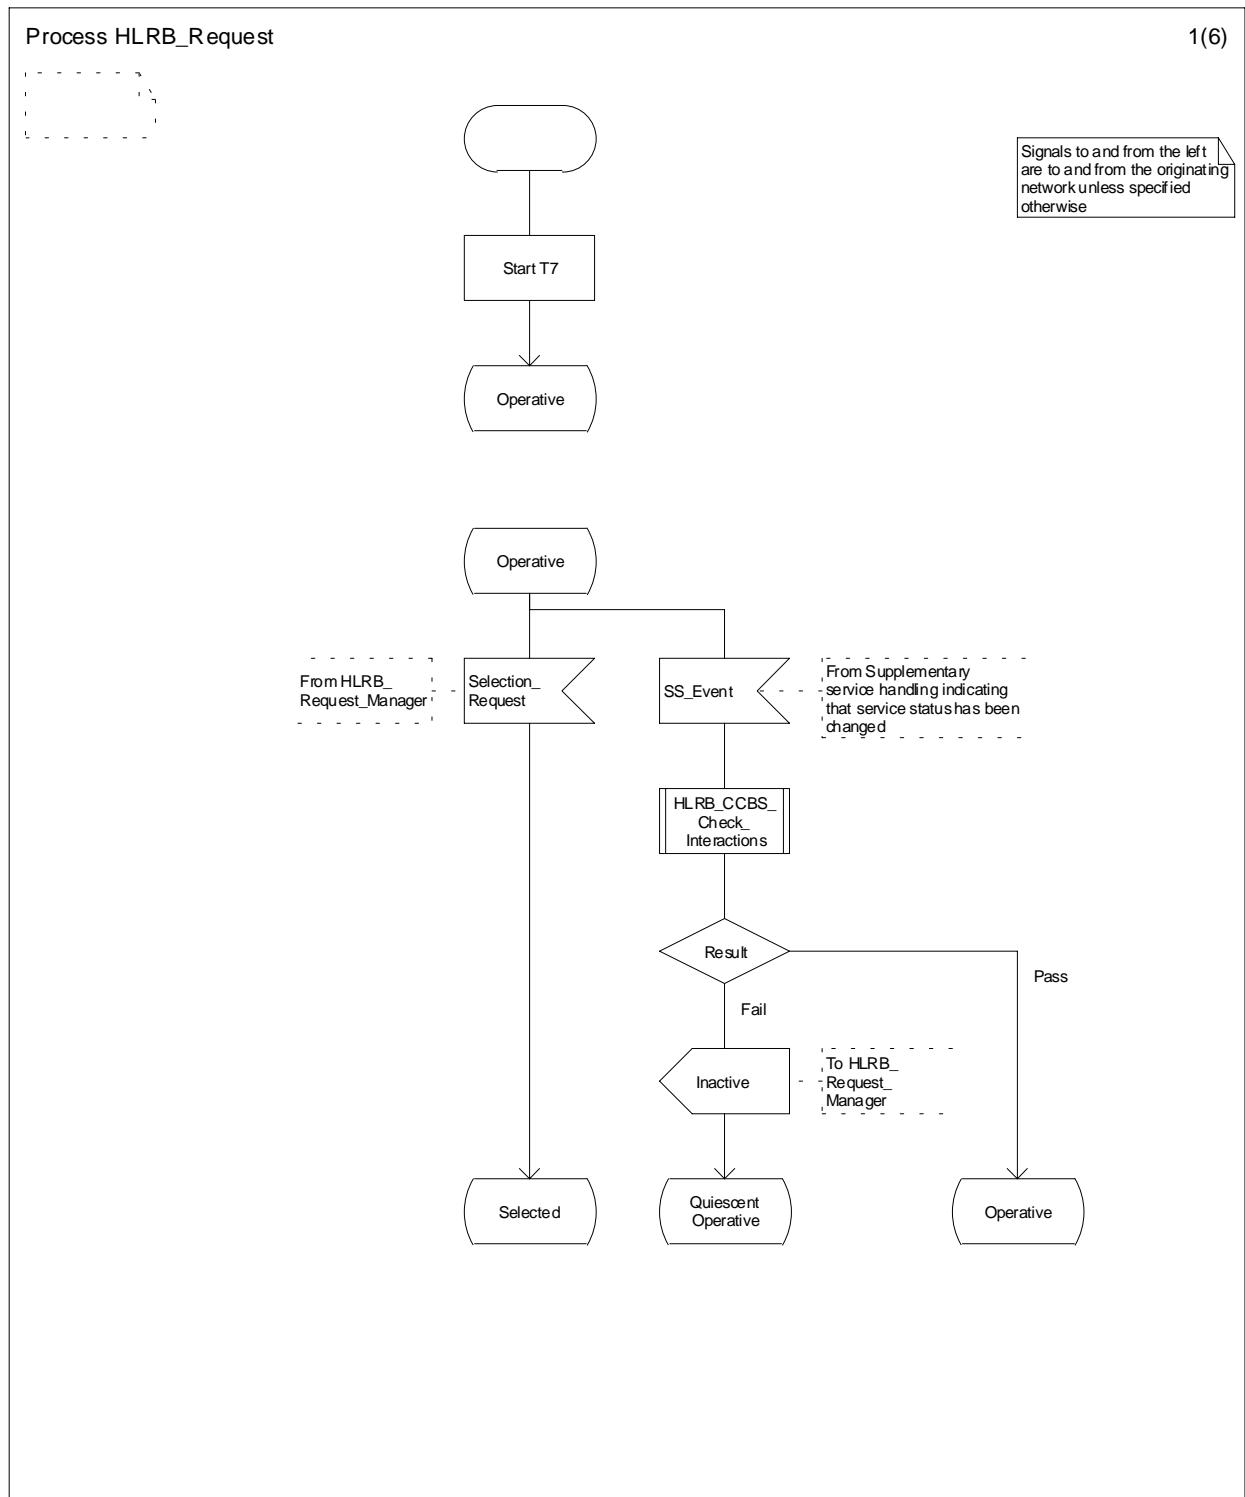 Process HLRB_Request
1(6)
Signals to and from the left
are to and from the originating
network unless specified
otherwise
Start T7
Operative
Operative
From HLRB_
Request_Manager
Selection_
Request
SS_Event
From Supplementary
service handling indicating
that service status has been
changed
HLRB_CCBS_
Check_
Interactions
Result
Pass
Fail
Inactive
To HLRB_
Request_
Manager
Selected
Quiescent
Operative
Operative